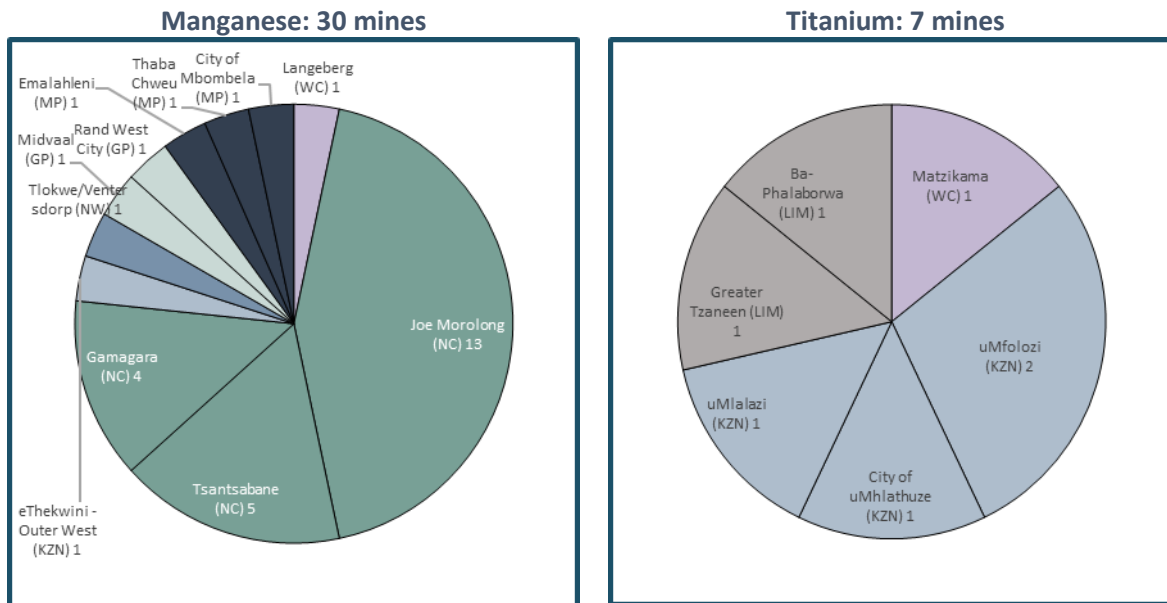 Manganese: 30 mines
Titanium: 7 mines
Emalahleni
(MP) 1
Thaba
Chweu
(MP) 1
City of
Mbombela
(MP) 1
Langeberg
(WC) 1
Midvaal
(GP) 1
Rand West
City (GP) 1
Tlokwe/Venter
sdorp (NW) 1
Joe Morolong
(NC) 13
Gamagara
(NC) 4
Tsantsabane
(NC) 5
eThekwini -
Outer West
(KZN) 1
Ba-
Phalaborwa
(LIM) 1
Matzikama
(WC) 1
Greater
Tzaneen (LIM)
1
uMfolozi
(KZN) 2
uMlalazi
(KZN) 1
City of
uMhlathuze
(KZN) 1